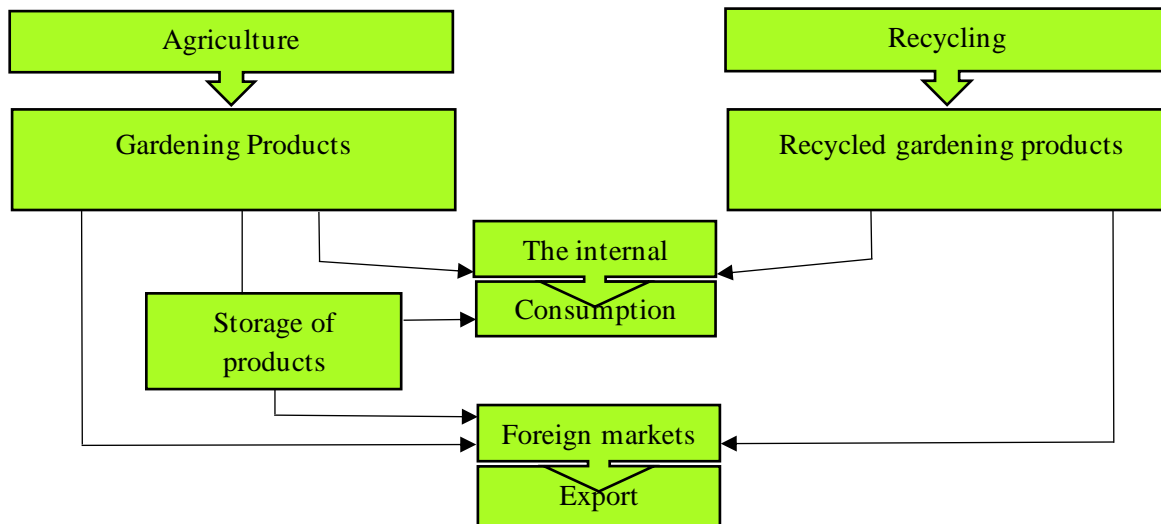 Agriculture
Recycling
Gardening Products
Recycled gardening products
The internal
Consumption
Storage of
products
Foreign markets
Export